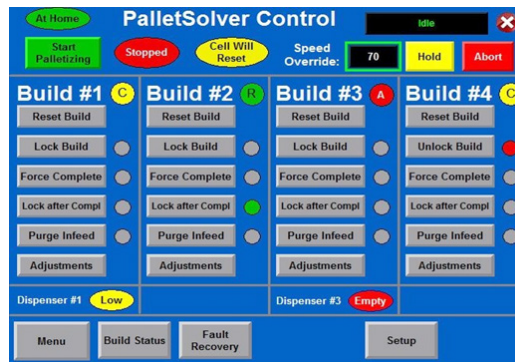 At Home
PalletSolver Control
Idle
Start
Palletizing
Stopped
Cell Will
Reset
Speed
Override:
70
Hold
Abort
Build #1 C
Build #2 R
Build #3 A
Build #4 C
Reset Build
Reset Build
Reset Build
Reset Build
Lock Build
Lock Build
Lock Build
Unlock Build
Force Complete
Force Complete
Force Complete
Force Complete
Lock after Compl
Lock after Compl
Lock after Compl
Lock after Compl
Purge Infeed
Purge Infeed
Purge Infeed
Purge Infeed
Adjustments
Adjustments
Adjustments
Adjustments
Dispenser #1 Low
Dispenser #3 Empty
Menu
Build Status
Fault
Recovery
Setup